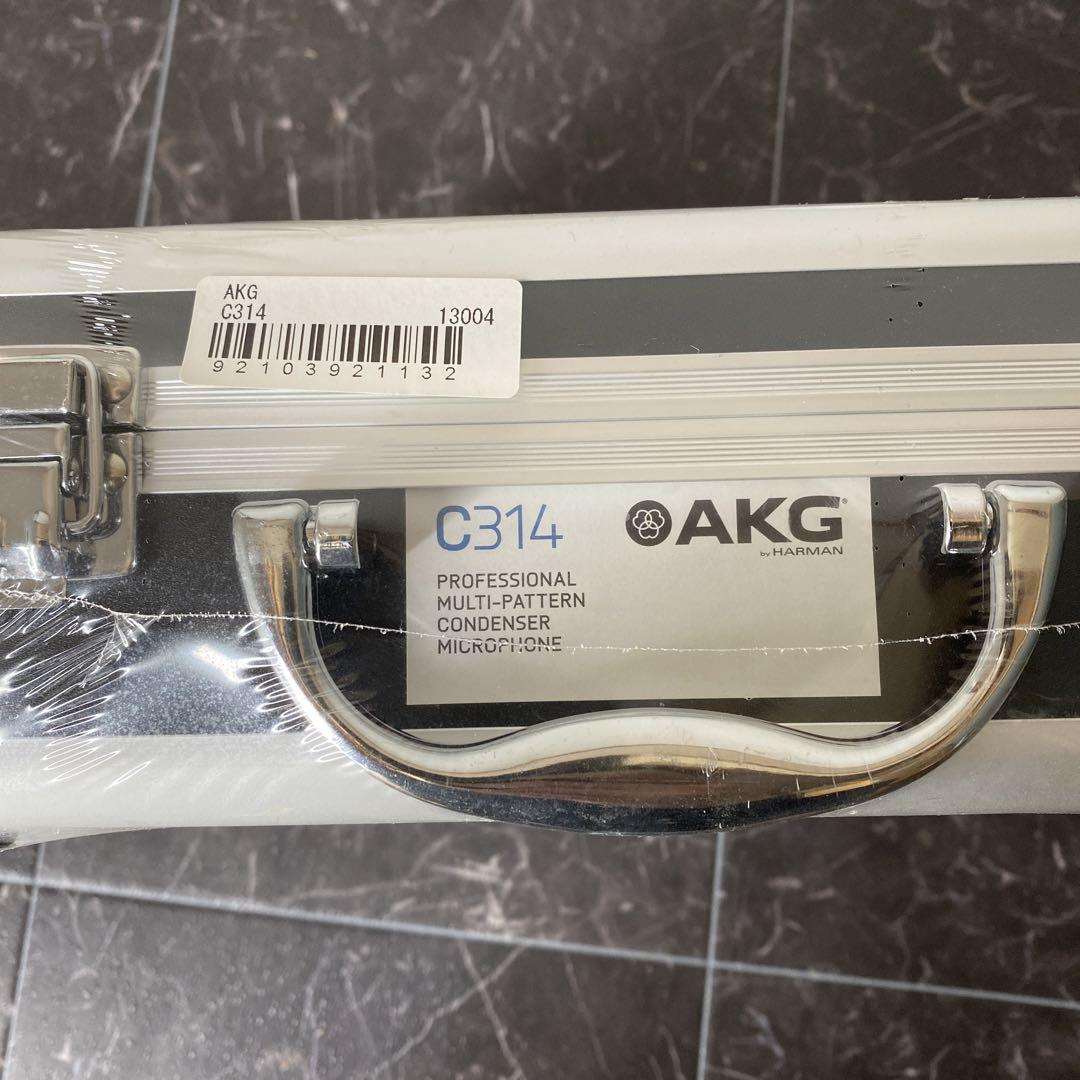 AKG
C314 13004
92103921132
C314
AKG®
by HARMAN
PROFESSIONAL
MULTI-PATTERN
CONDENSER
MICROPHONE